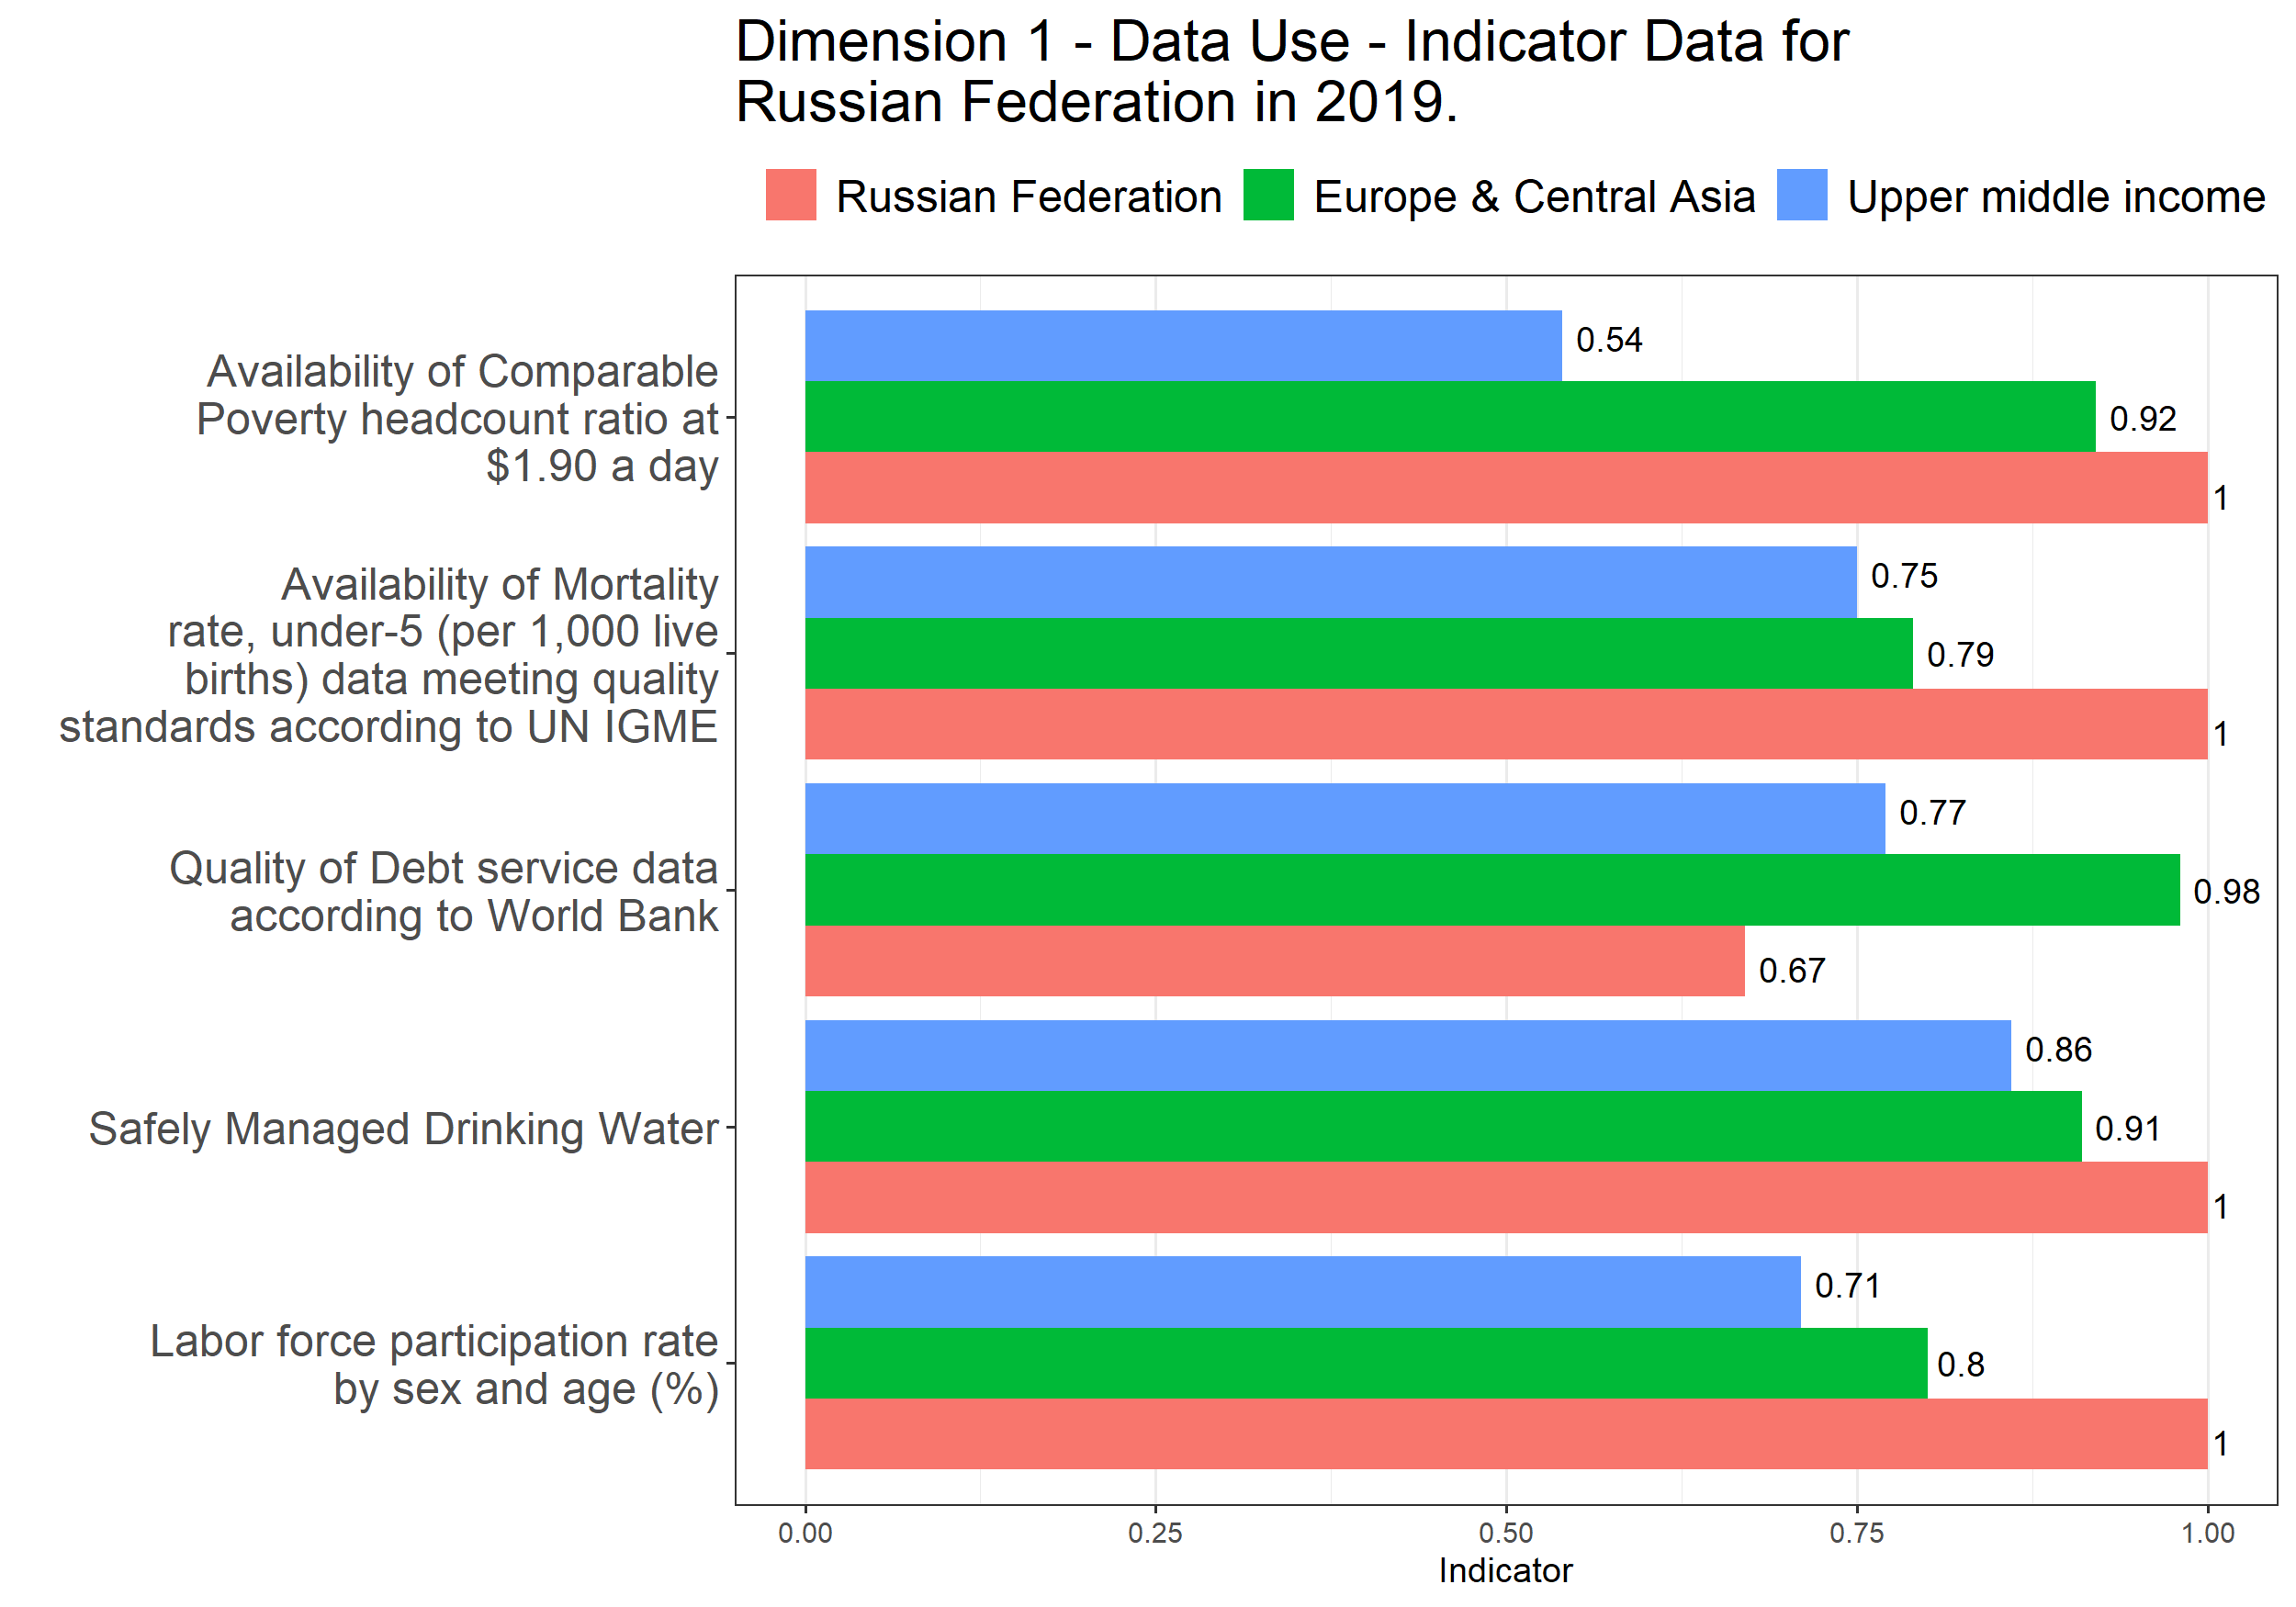 Dimension 1 - Data Use - Indicator Data for
Russian Federation in 2019.
Russian Federation
Europe & Central Asia
Upper middle income
Availability of Comparable
Poverty headcount ratio at
$1.90 a day
0.54
0.92
1
Availability of Mortality
rate, under-5 (per 1,000 live
births) data meeting quality
standards according to UN IGME
0.75
0.79
1
Quality of Debt service data
according to World Bank
0.77
0.98
0.67
Safely Managed Drinking Water
0.86
0.91
1
Labor force participation rate
by sex and age (%)
0.71
0.8
1
0.00
0.25
0.50
0.75
1.00
Indicator